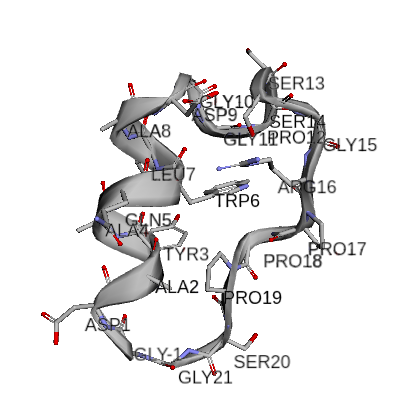 SER13
GLY10
ASP9
SER14
ALA8
GLY11
PRO12
GLY15
LEU7
ARG16
TRP6
GLN5
ALA4
TYR3
PRO17
PRO18
ALA2
PRO19
ASP1
GLY-1
SER20
GLY21